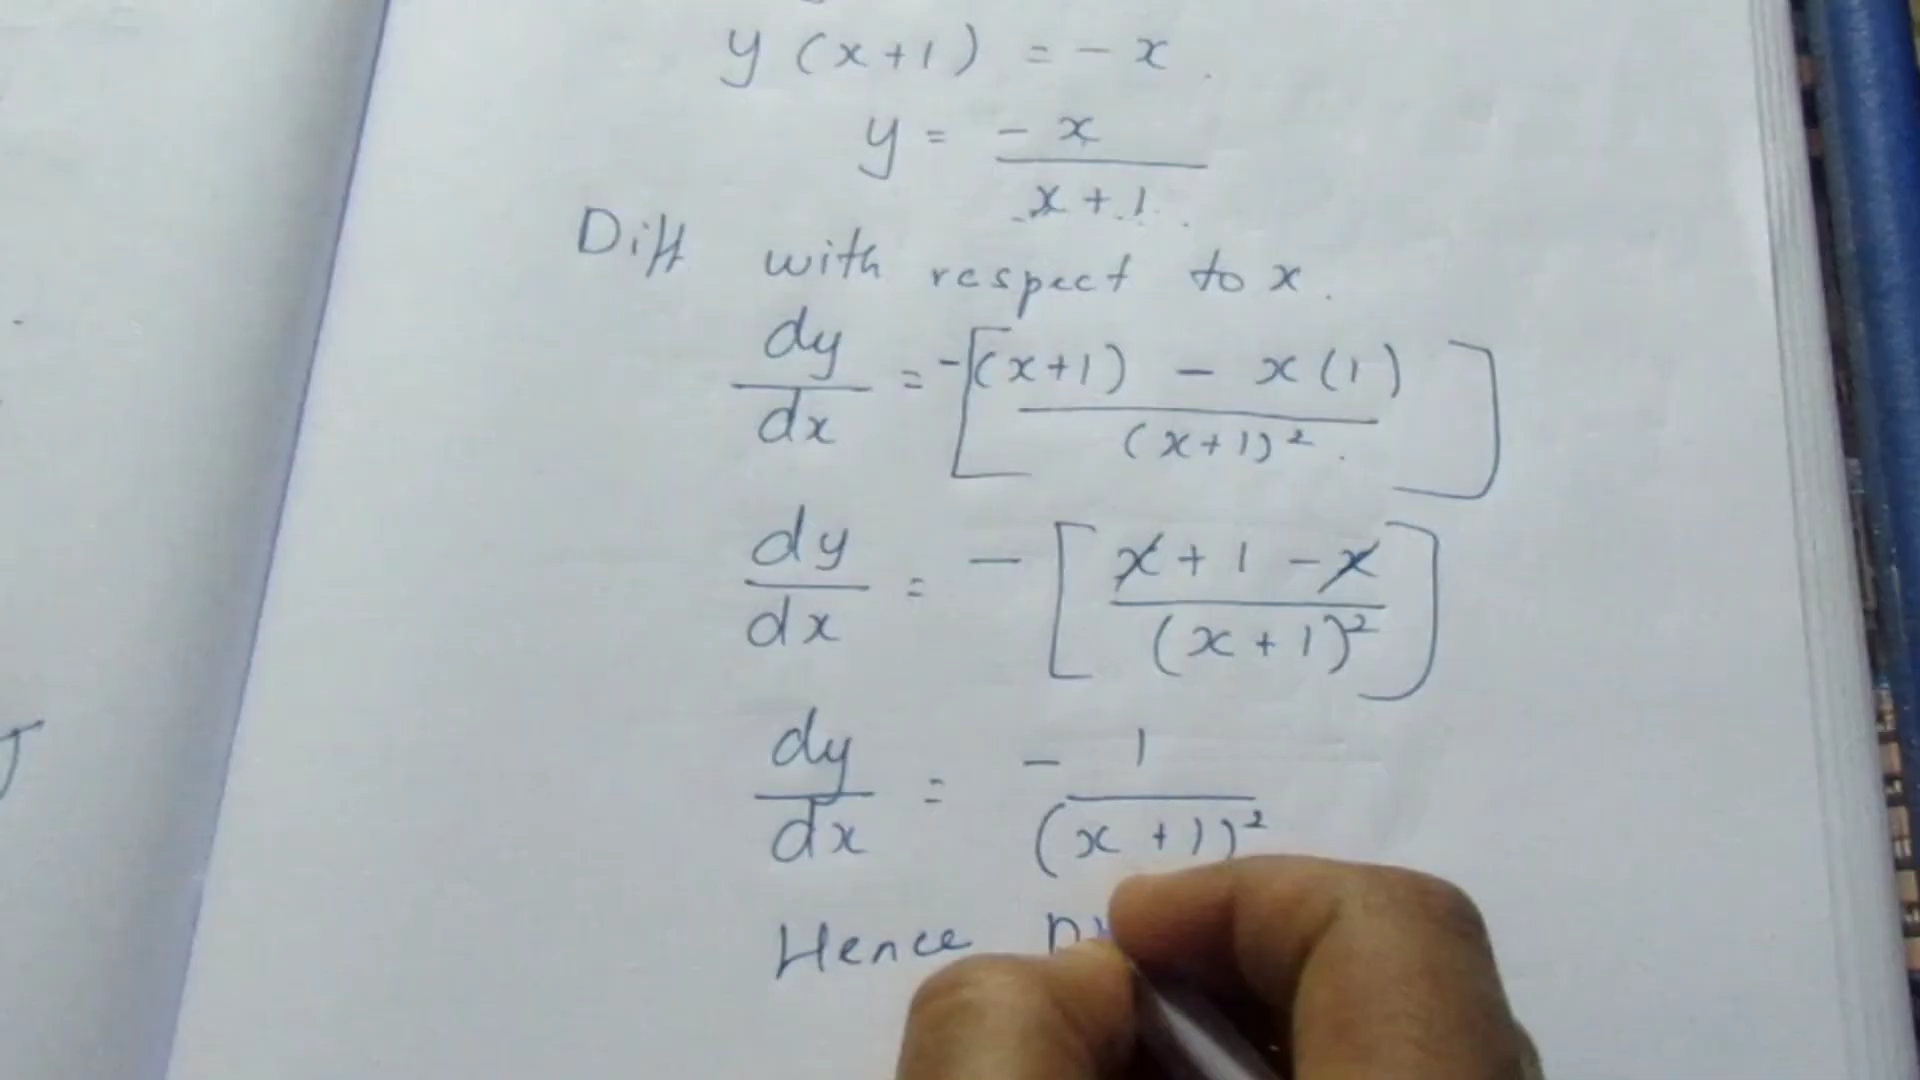 y (x+1) = - x.
y = - x / x + 1
Diff with respect to x.
dy/dx = -[(x+1) - x(1) / (x+1)²]
dy/dx = - [x + 1 - x / (x + 1)²]
dy/dx = - 1 / (x + 1)²
Hence